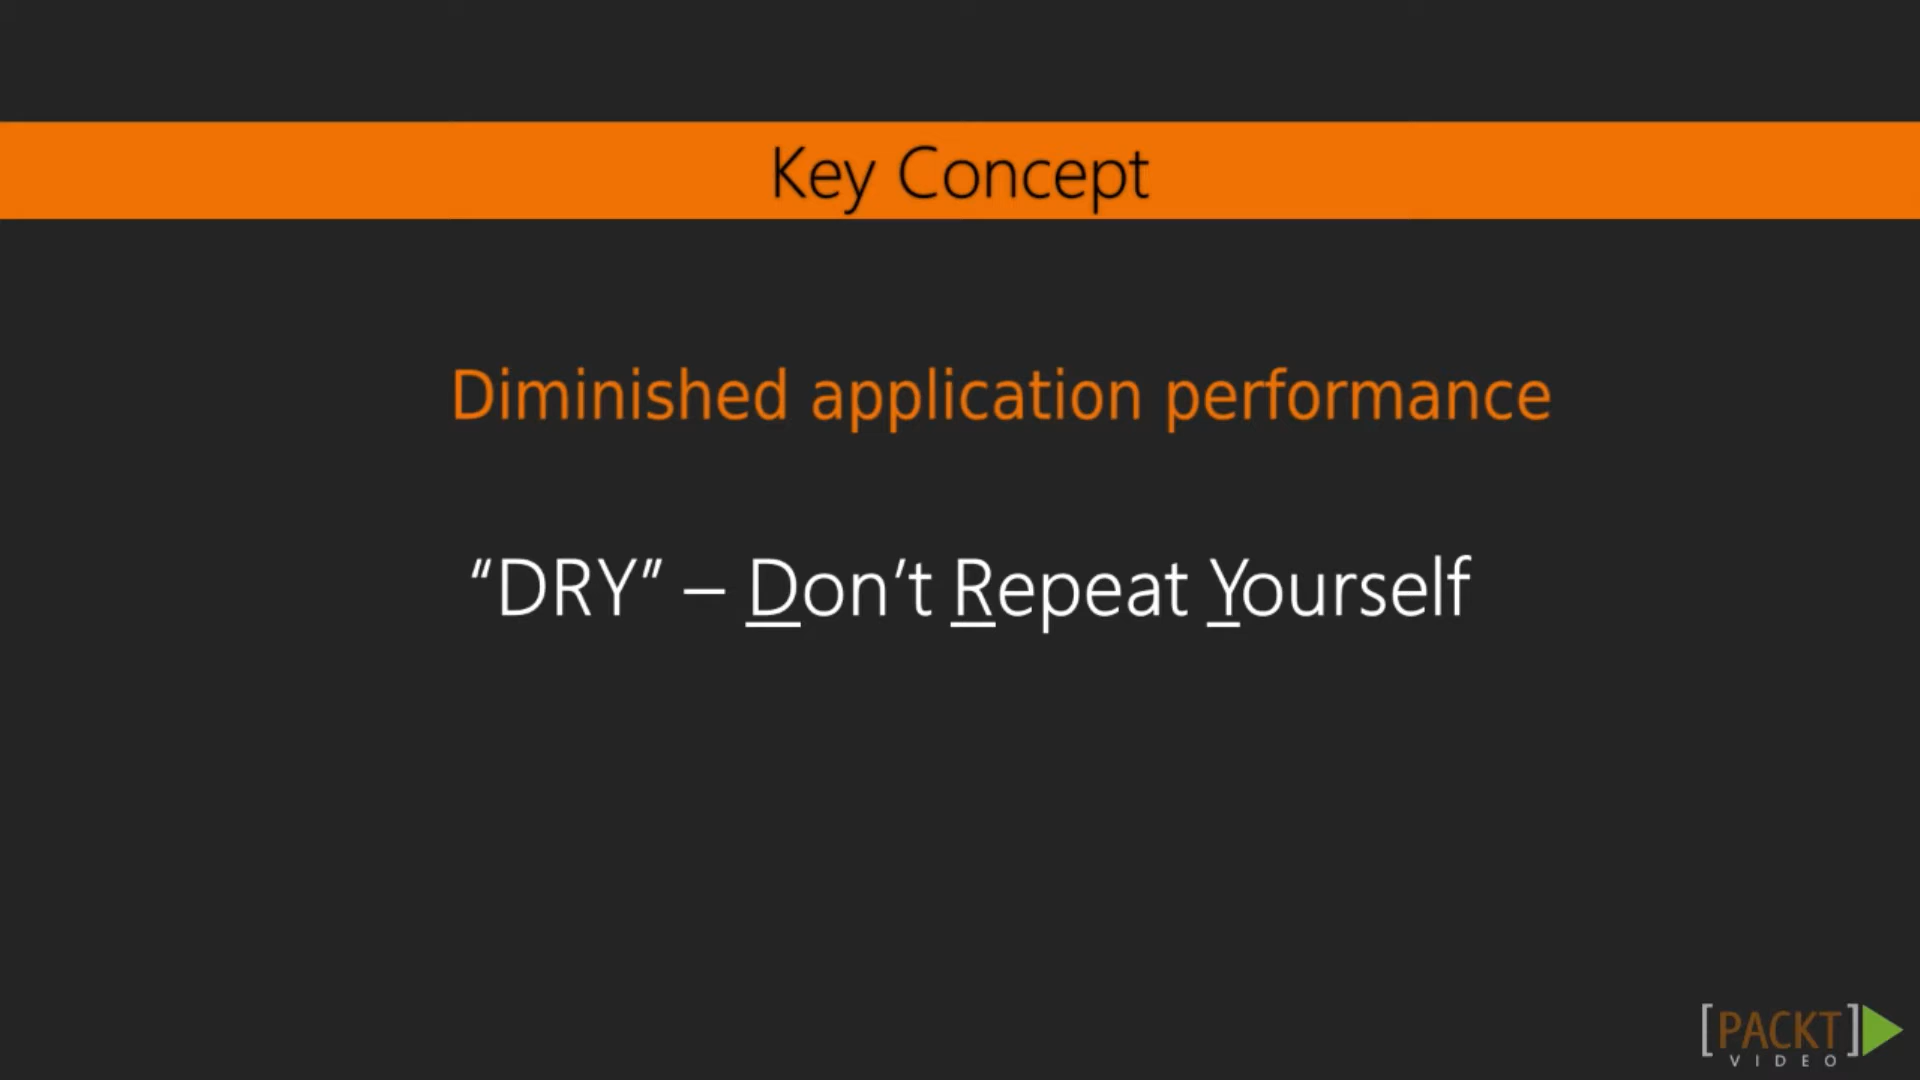 Key Concept
Diminished application performance
“DRY” – Don’t Repeat Yourself
[PACKT]
VIDEO